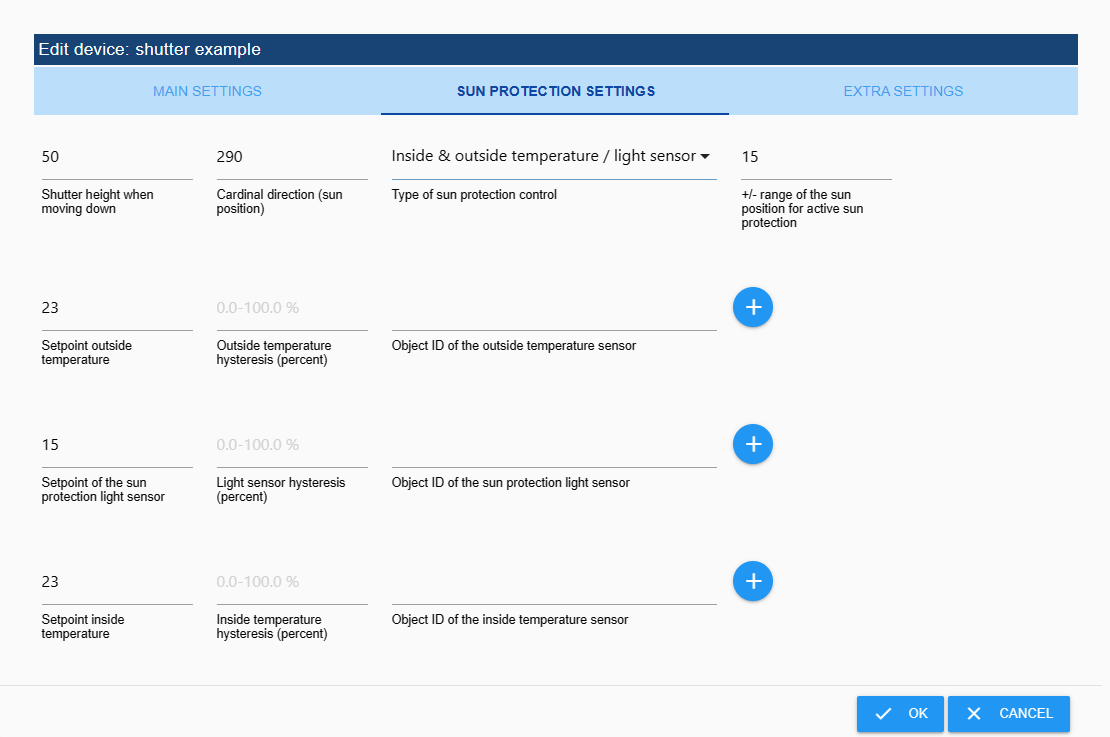 Edit device: shutter example
MAIN SETTINGS
SUN PROTECTION SETTINGS
EXTRA SETTINGS
50
Shutter height when
moving down
290
Cardinal direction (sun
position)
Inside & outside temperature / light sensor
Type of sun protection control
15
+/- range of the sun
position for active sun
protection
23
Setpoint outside
temperature
0.0-100.0 %
Outside temperature
hysteresis (percent)
Object ID of the outside temperature sensor
15
Setpoint of the sun
protection light sensor
0.0-100.0 %
Light sensor hysteresis
(percent)
Object ID of the sun protection light sensor
23
Setpoint inside
temperature
0.0-100.0 %
Inside temperature
hysteresis (percent)
Object ID of the inside temperature sensor
OK
CANCEL